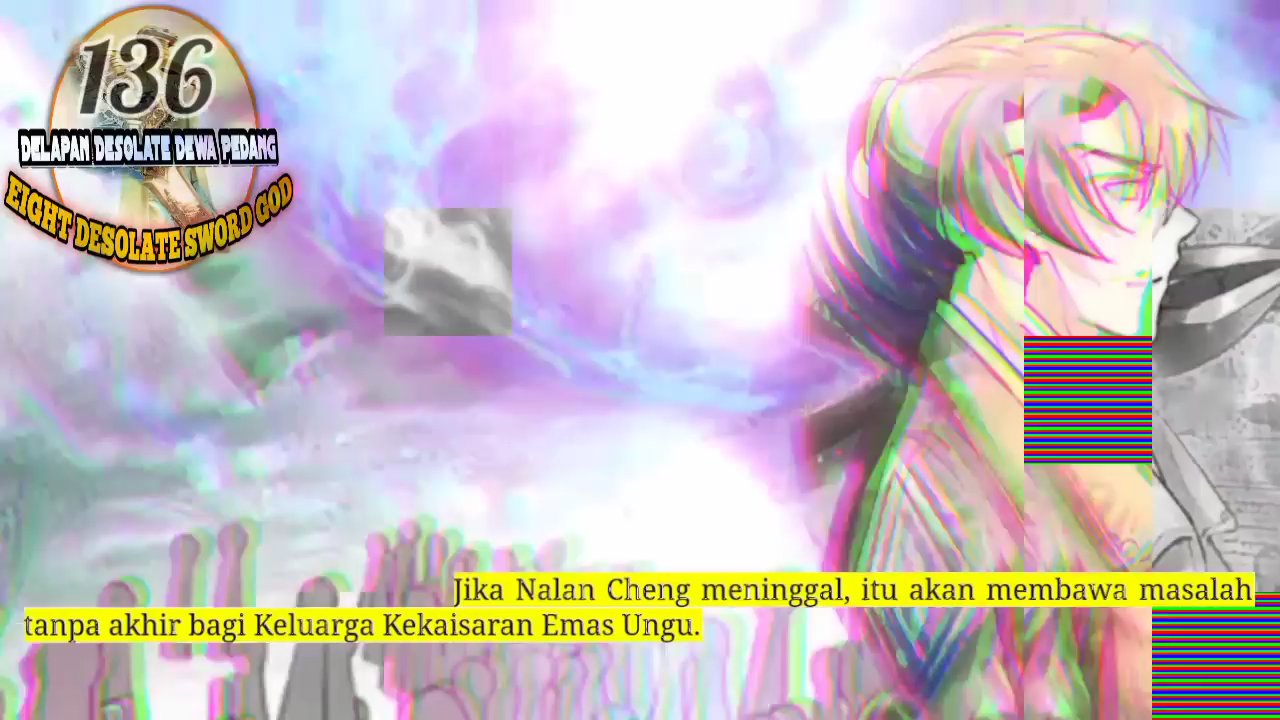 136
DELAPAN DESOLATE DEWA PEDANG
EIGHT DESOLATE SWORD GOD
Jika Nalan Cheng meninggal, itu akan membawa masalah
tanpa akhir bagi Keluarga Kekaisaran Emas Ungu.